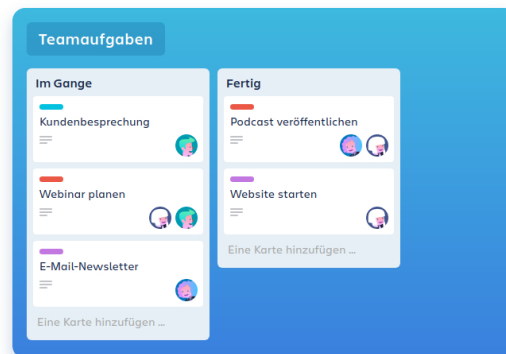 Teamaufgaben
Im Gange
Kundenbesprechung
Webinar planen
E-Mail-Newsletter
Eine Karte hinzufügen ...
Fertig
Podcast veröffentlichen
Website starten
Eine Karte hinzufügen ...